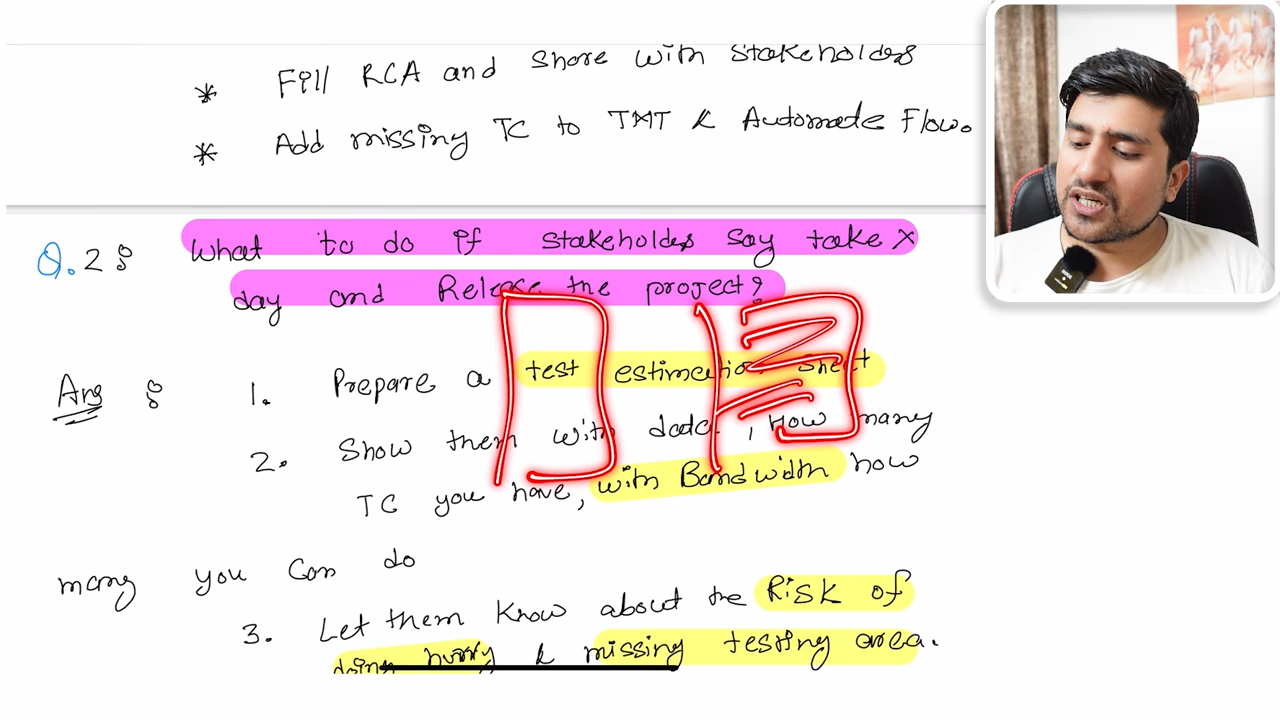 * Fill RCA and Share with Stakeholders
* Add missing TC to TMT & Automate Flow.
Q.2: What to do if stakeholders say take X
day and Release the project?
Ans: 1. Prepare a test estimation sheet
2. Show them with data, How many
TC you have, with Bandwidth how
many you can do
3. Let them know about the Risk of
doing hurry & missing testing area.